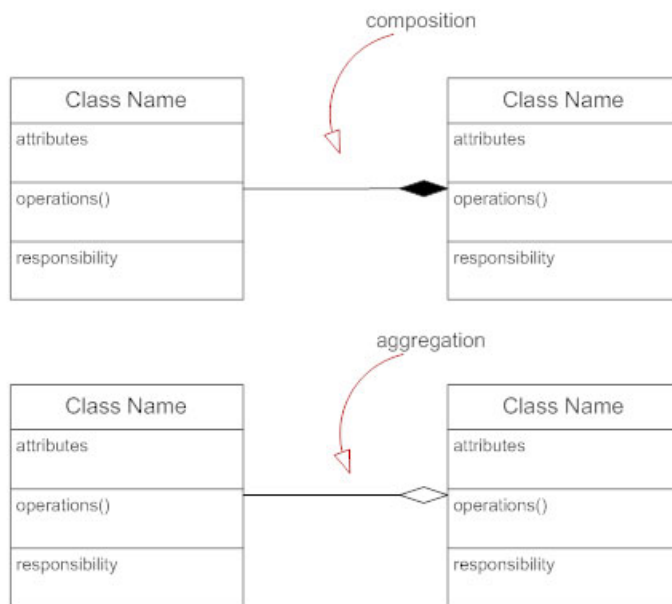 composition
Class Name
attributes
operations()
responsibility
Class Name
attributes
operations()
responsibility
aggregation
Class Name
attributes
operations()
responsibility
Class Name
attributes
operations()
responsibility